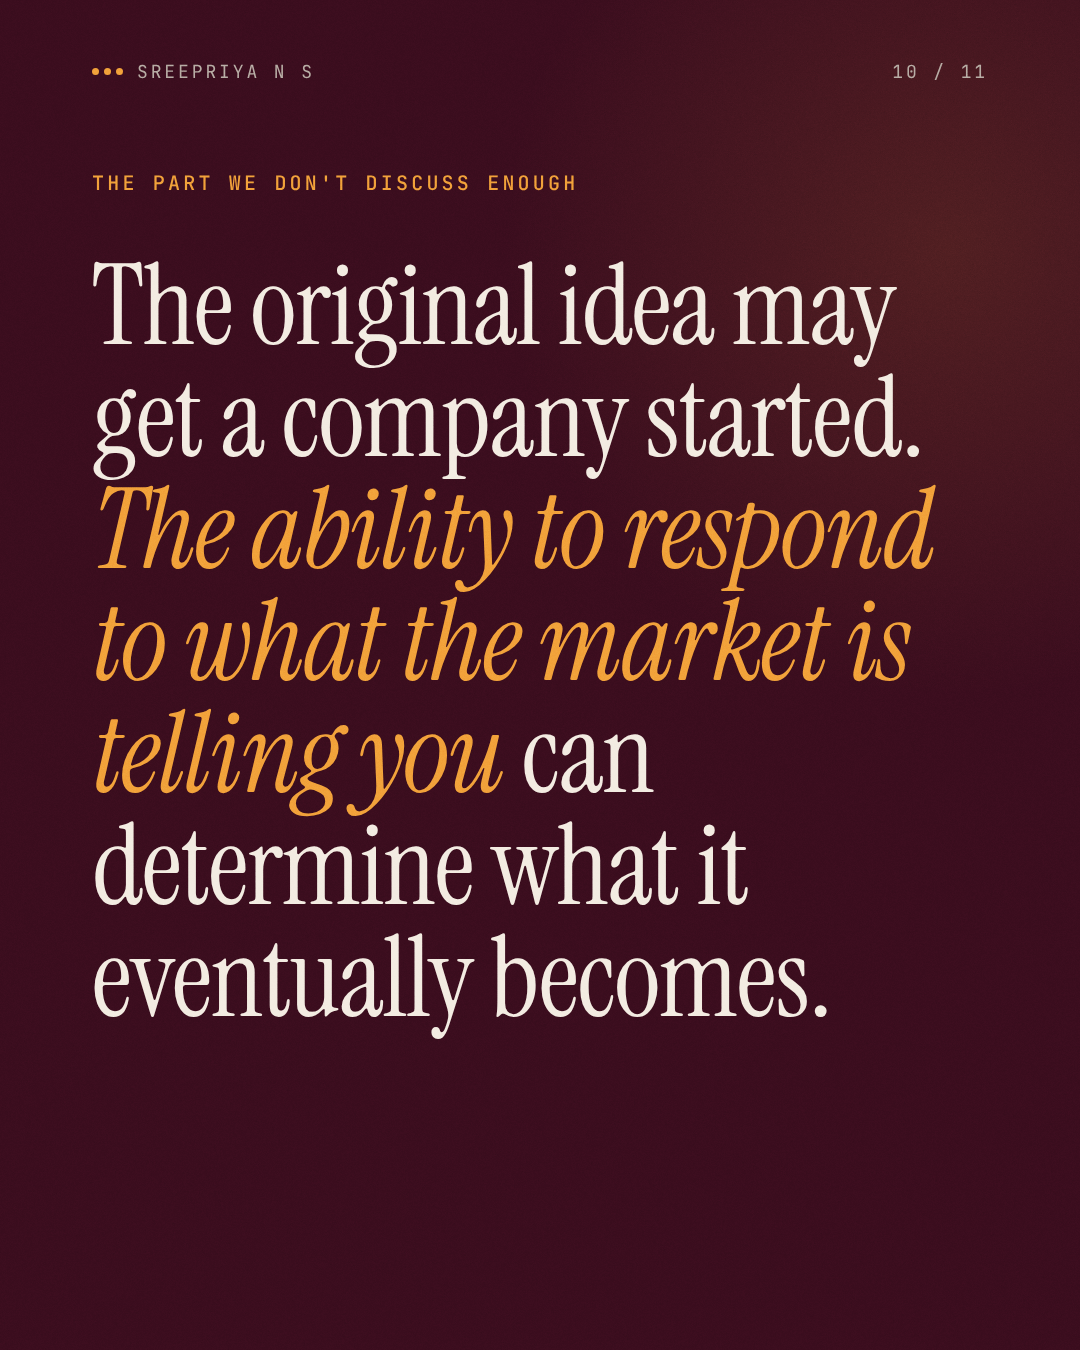 SREEPRIYA N S
10 / 11
THE PART WE DON'T DISCUSS ENOUGH
The original idea may
get a company started.
The ability to respond
to what the market is
telling you can
determine what it
eventually becomes.